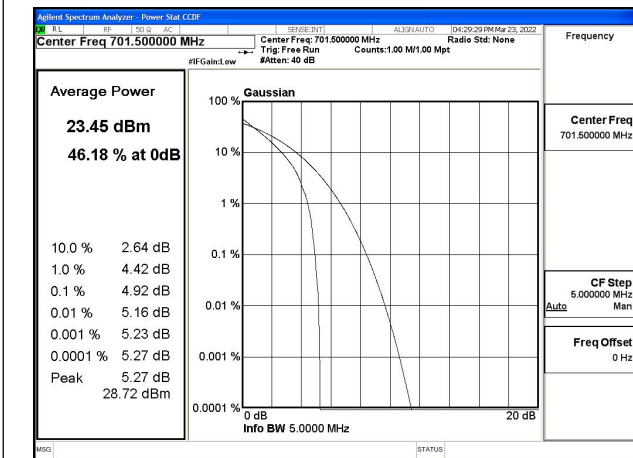 Agilent Spectrum Analyzer - Power Stat CCDF
RL RF 50 Ω AC SENSE:INT ALIGN AUTO 04:29:29 PM Mar 23, 2022
Center Freq 701.500000 MHz
Center Freq: 701.500000 MHz Radio Std: None
Trig: Free Run Counts:1.00 M/1.00 Mpt
#IFGain:Low #Atten: 40 dB
Frequency
Average Power
23.45 dBm
46.18 % at 0dB
10.0 % 2.64 dB
1.0 % 4.42 dB
0.1 % 4.92 dB
0.01 % 5.16 dB
0.001 % 5.23 dB
0.0001 % 5.27 dB
Peak 5.27 dB
28.72 dBm
Gaussian
100 %
10 %
1 %
0.1 %
0.01 %
0.001 %
0.0001 %
0 dB 20 dB
Info BW 5.0000 MHz
Center Freq
701.500000 MHz
CF Step
5.000000 MHz
Auto Man
Freq Offset
0 Hz
MSG STATUS